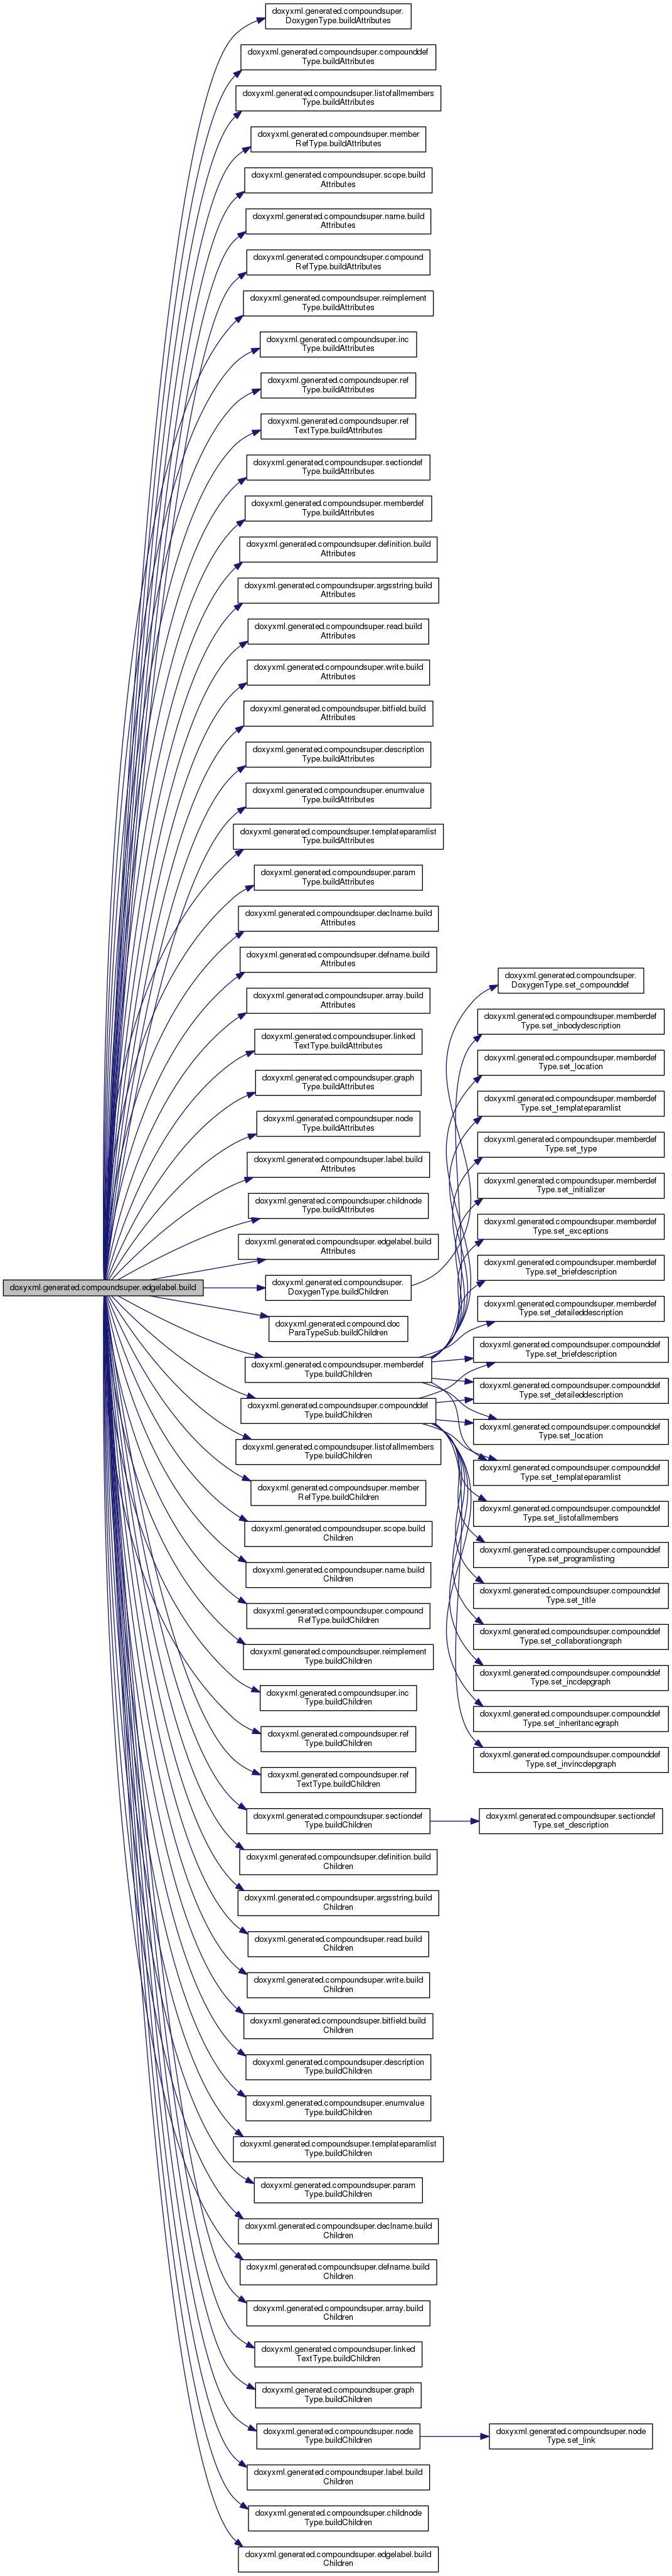 doxyxml.generated.compoundsuper.
DoxygenType.buildAttributes
doxyxml.generated.compoundsuper.compounddef
Type.buildAttributes
doxyxml.generated.compoundsuper.listofallmembers
Type.buildAttributes
doxyxml.generated.compoundsuper.member
RefType.buildAttributes
doxyxml.generated.compoundsuper.scope.build
Attributes
doxyxml.generated.compoundsuper.name.build
Attributes
doxyxml.generated.compoundsuper.compound
RefType.buildAttributes
doxyxml.generated.compoundsuper.reimplement
Type.buildAttributes
doxyxml.generated.compoundsuper.inc
Type.buildAttributes
doxyxml.generated.compoundsuper.ref
Type.buildAttributes
doxyxml.generated.compoundsuper.ref
TextType.buildAttributes
doxyxml.generated.compoundsuper.sectiondef
Type.buildAttributes
doxyxml.generated.compoundsuper.memberdef
Type.buildAttributes
doxyxml.generated.compoundsuper.definition.build
Attributes
doxyxml.generated.compoundsuper.argsstring.build
Attributes
doxyxml.generated.compoundsuper.read.build
Attributes
doxyxml.generated.compoundsuper.write.build
Attributes
doxyxml.generated.compoundsuper.bitfield.build
Attributes
doxyxml.generated.compoundsuper.description
Type.buildAttributes
doxyxml.generated.compoundsuper.enumvalue
Type.buildAttributes
doxyxml.generated.compoundsuper.templateparamlist
Type.buildAttributes
doxyxml.generated.compoundsuper.param
Type.buildAttributes
doxyxml.generated.compoundsuper.declname.build
Attributes
doxyxml.generated.compoundsuper.defname.build
Attributes
doxyxml.generated.compoundsuper.array.build
Attributes
doxyxml.generated.compoundsuper.linked
TextType.buildAttributes
doxyxml.generated.compoundsuper.graph
Type.buildAttributes
doxyxml.generated.compoundsuper.node
Type.buildAttributes
doxyxml.generated.compoundsuper.label.build
Attributes
doxyxml.generated.compoundsuper.childnode
Type.buildAttributes
doxyxml.generated.compoundsuper.edgelabel.build
Attributes
doxyxml.generated.compoundsuper.edgelabel.build
doxyxml.generated.compoundsuper.
DoxygenType.buildChildren
doxyxml.generated.compound.doc
ParaTypeSub.buildChildren
doxyxml.generated.compoundsuper.memberdef
Type.buildChildren
doxyxml.generated.compoundsuper.compounddef
Type.buildChildren
doxyxml.generated.compoundsuper.listofallmembers
Type.buildChildren
doxyxml.generated.compoundsuper.member
RefType.buildChildren
doxyxml.generated.compoundsuper.scope.build
Children
doxyxml.generated.compoundsuper.name.build
Children
doxyxml.generated.compoundsuper.compound
RefType.buildChildren
doxyxml.generated.compoundsuper.reimplement
Type.buildChildren
doxyxml.generated.compoundsuper.inc
Type.buildChildren
doxyxml.generated.compoundsuper.ref
Type.buildChildren
doxyxml.generated.compoundsuper.ref
TextType.buildChildren
doxyxml.generated.compoundsuper.sectiondef
Type.buildChildren
doxyxml.generated.compoundsuper.definition.build
Children
doxyxml.generated.compoundsuper.argsstring.build
Children
doxyxml.generated.compoundsuper.read.build
Children
doxyxml.generated.compoundsuper.write.build
Children
doxyxml.generated.compoundsuper.bitfield.build
Children
doxyxml.generated.compoundsuper.description
Type.buildChildren
doxyxml.generated.compoundsuper.enumvalue
Type.buildChildren
doxyxml.generated.compoundsuper.templateparamlist
Type.buildChildren
doxyxml.generated.compoundsuper.param
Type.buildChildren
doxyxml.generated.compoundsuper.declname.build
Children
doxyxml.generated.compoundsuper.defname.build
Children
doxyxml.generated.compoundsuper.array.build
Children
doxyxml.generated.compoundsuper.linked
TextType.buildChildren
doxyxml.generated.compoundsuper.graph
Type.buildChildren
doxyxml.generated.compoundsuper.node
Type.buildChildren
doxyxml.generated.compoundsuper.label.build
Children
doxyxml.generated.compoundsuper.childnode
Type.buildChildren
doxyxml.generated.compoundsuper.edgelabel.build
Children
doxyxml.generated.compoundsuper.
DoxygenType.set_compounddef
doxyxml.generated.compoundsuper.memberdef
Type.set_inbodydescription
doxyxml.generated.compoundsuper.memberdef
Type.set_location
doxyxml.generated.compoundsuper.memberdef
Type.set_templateparamlist
doxyxml.generated.compoundsuper.memberdef
Type.set_type
doxyxml.generated.compoundsuper.memberdef
Type.set_initializer
doxyxml.generated.compoundsuper.memberdef
Type.set_exceptions
doxyxml.generated.compoundsuper.memberdef
Type.set_briefdescription
doxyxml.generated.compoundsuper.memberdef
Type.set_detaileddescription
doxyxml.generated.compoundsuper.compounddef
Type.set_briefdescription
doxyxml.generated.compoundsuper.compounddef
Type.set_detaileddescription
doxyxml.generated.compoundsuper.compounddef
Type.set_location
doxyxml.generated.compoundsuper.compounddef
Type.set_templateparamlist
doxyxml.generated.compoundsuper.compounddef
Type.set_listofallmembers
doxyxml.generated.compoundsuper.compounddef
Type.set_programlisting
doxyxml.generated.compoundsuper.compounddef
Type.set_title
doxyxml.generated.compoundsuper.compounddef
Type.set_collaborationgraph
doxyxml.generated.compoundsuper.compounddef
Type.set_incdepgraph
doxyxml.generated.compoundsuper.compounddef
Type.set_inheritancegraph
doxyxml.generated.compoundsuper.compounddef
Type.set_invincdepgraph
doxyxml.generated.compoundsuper.sectiondef
Type.set_description
doxyxml.generated.compoundsuper.node
Type.set_link